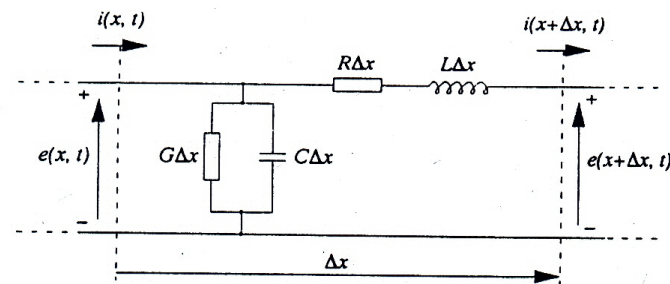 i(x, t)
i(x+Δx, t)
RΔx
LΔx
+
+
e(x, t)
GΔx
CΔx
e(x+Δx, t)
−
−
Δx